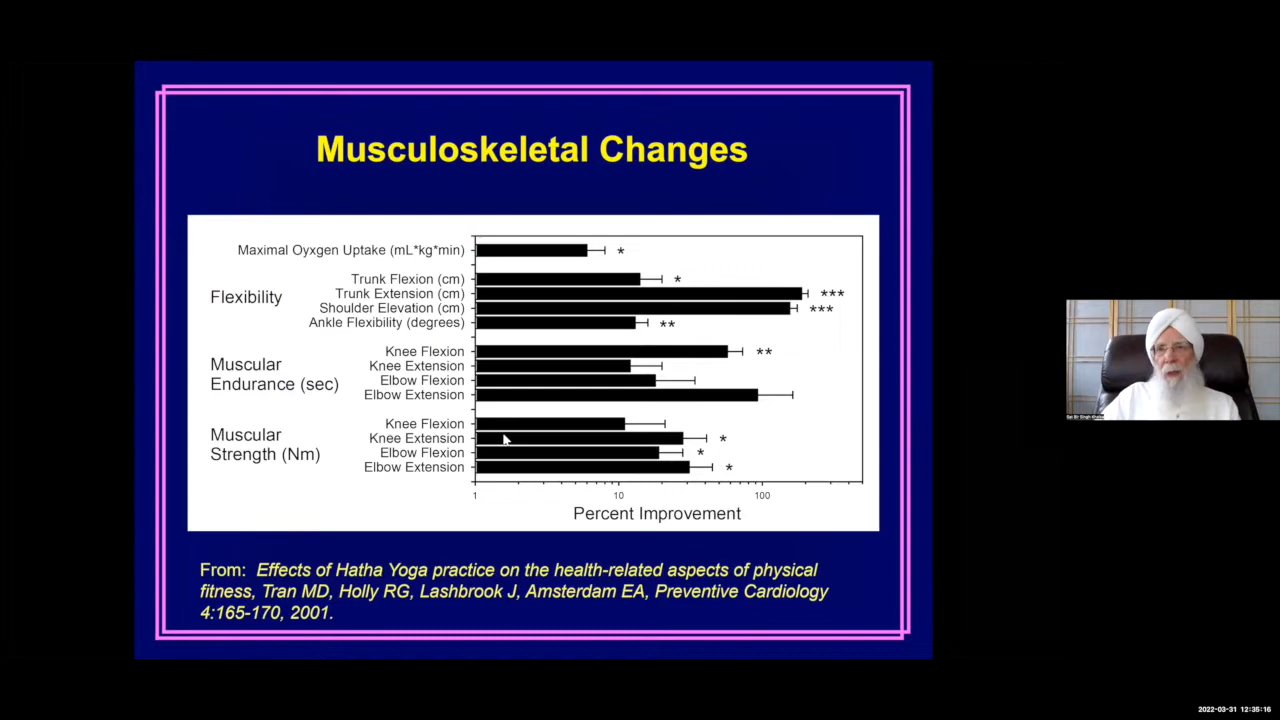 Musculoskeletal Changes
Maximal Oyxgen Uptake (mL*kg*min)
*
Flexibility
Trunk Flexion (cm)
*
Trunk Extension (cm)
***
Shoulder Elevation (cm)
***
Ankle Flexibility (degrees)
**
Muscular
Endurance (sec)
Knee Flexion
**
Knee Extension
Elbow Flexion
Elbow Extension
Muscular
Strength (Nm)
Knee Flexion
Knee Extension
*
Elbow Flexion
*
Elbow Extension
*
1 10 100
Percent Improvement
From: Effects of Hatha Yoga practice on the health-related aspects of physical
fitness, Tran MD, Holly RG, Lashbrook J, Amsterdam EA, Preventive Cardiology
4:165-170, 2001.
Sat Bir Singh Khalsa
2022-03-31 12:35:16